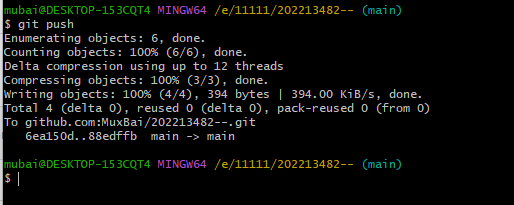 mubai@DESKTOP-153CQT4 MINGW64 /e/11111/202213482-- (main)
$ git push
Enumerating objects: 6, done.
Counting objects: 100% (6/6), done.
Delta compression using up to 12 threads
Compressing objects: 100% (3/3), done.
Writing objects: 100% (4/4), 394 bytes | 394.00 KiB/s, done.
Total 4 (delta 0), reused 0 (delta 0), pack-reused 0 (from 0)
To github.com:MuxBai/202213482--.git
   6ea150d..88edffb  main -> main

mubai@DESKTOP-153CQT4 MINGW64 /e/11111/202213482-- (main)
$